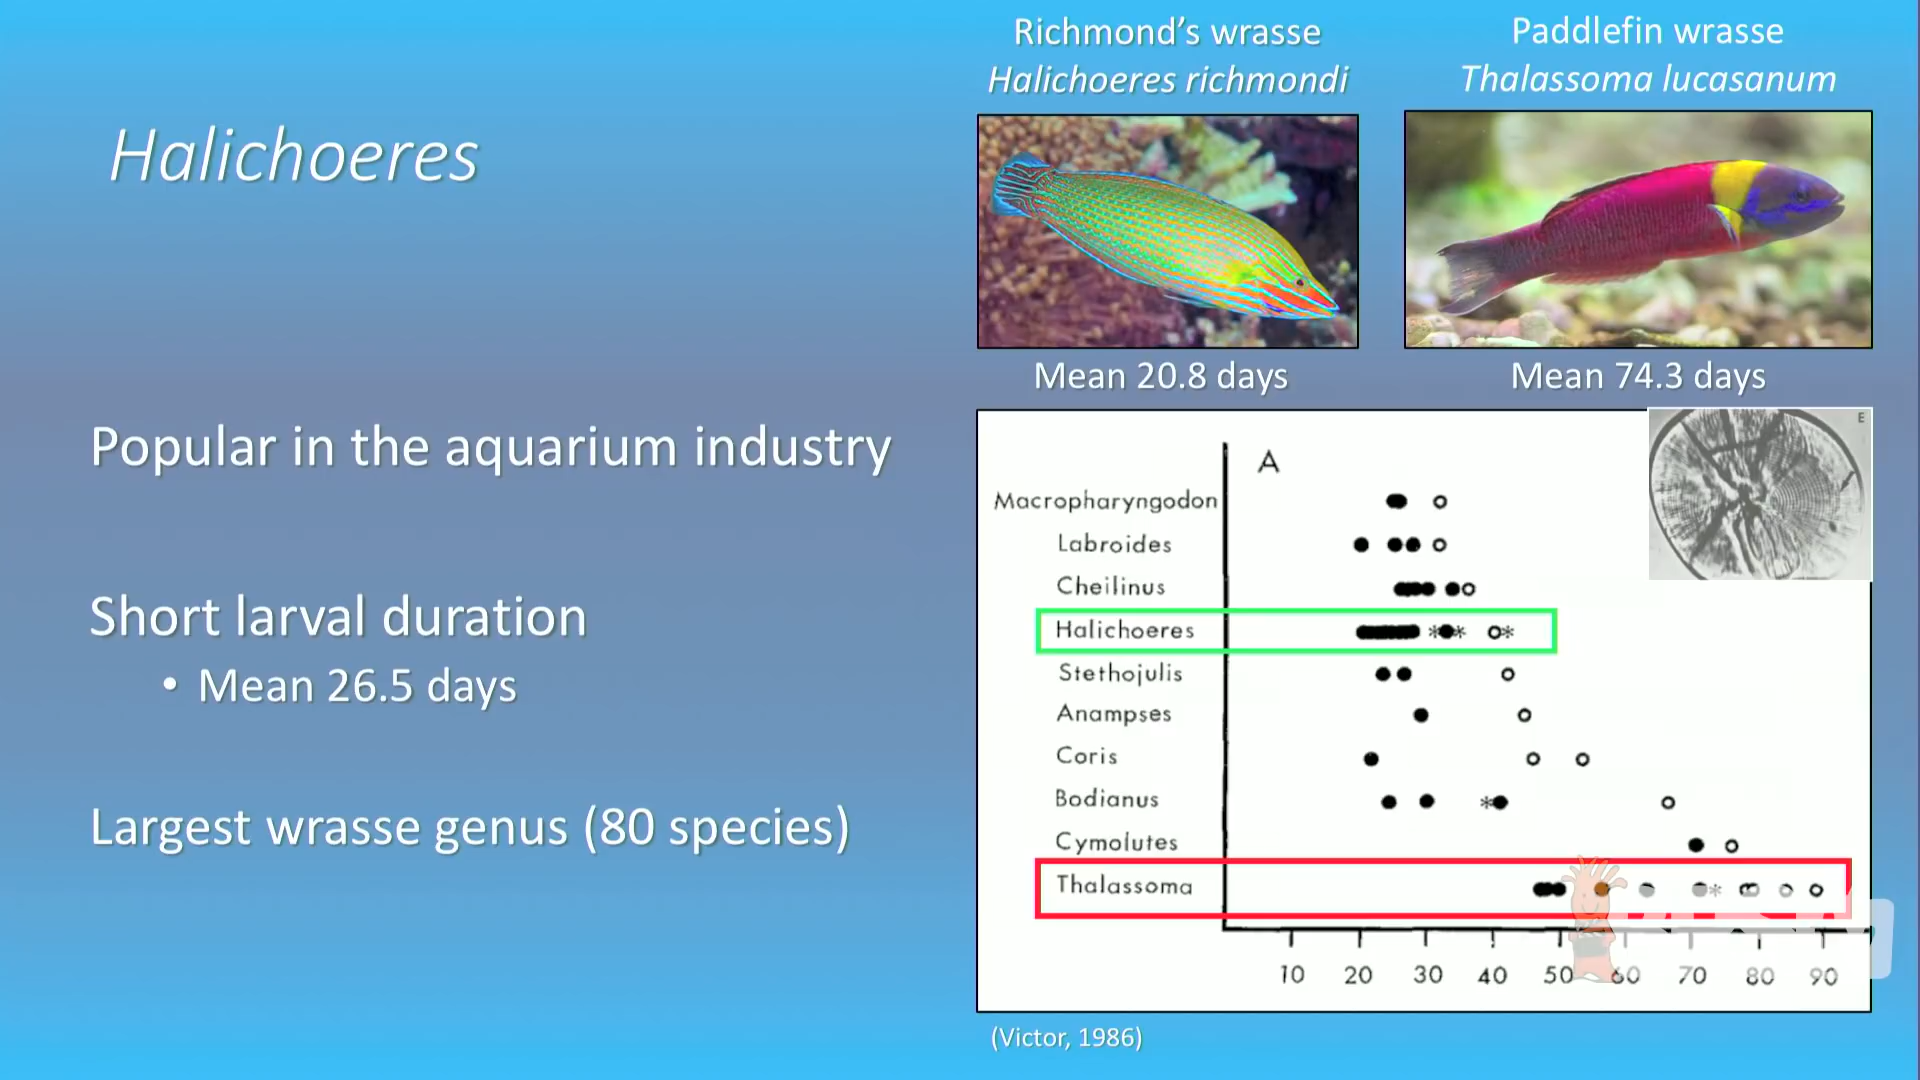 Richmond's wrasse
Halichoeres richmondi
Paddlefin wrasse
Thalassoma lucasanum
Halichoeres
Mean 20.8 days
Mean 74.3 days
Popular in the aquarium industry
Short larval duration
• Mean 26.5 days
Largest wrasse genus (80 species)
A
E
Macropharyngodon
Labroides
Cheilinus
Halichoeres
Stethojulis
Anampses
Coris
Bodianus
Cymolutes
Thalassoma
10 20 30 40 50 60 70 80 90
(Victor, 1986)